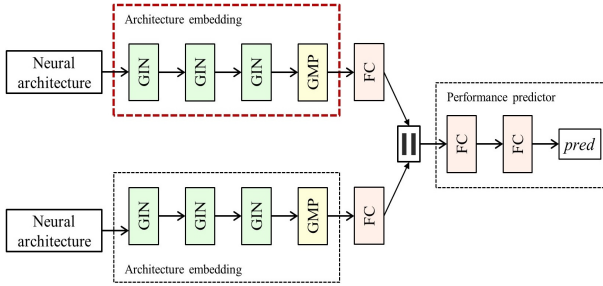 Architecture embedding
Neural
architecture
GIN
GIN
GIN
GMP
FC
Performance predictor
FC
FC
pred
Neural
architecture
GIN
GIN
GIN
GMP
FC
Architecture embedding